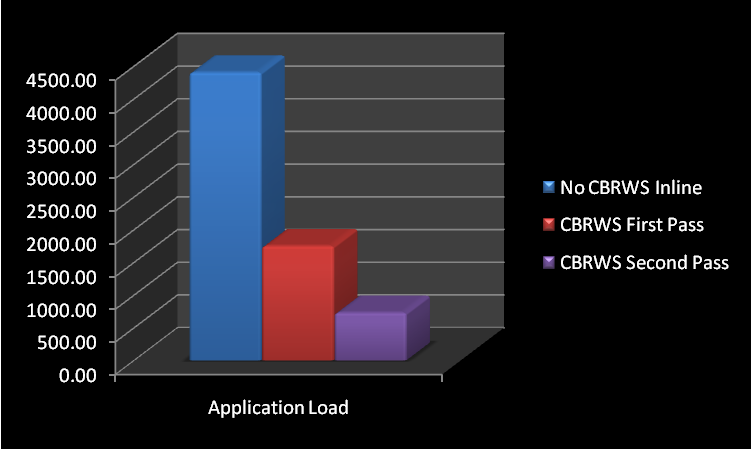 4500.00
4000.00
3500.00
3000.00
2500.00
2000.00
1500.00
1000.00
500.00
0.00
Application Load
No CBRWS Inline
CBRWS First Pass
CBRWS Second Pass